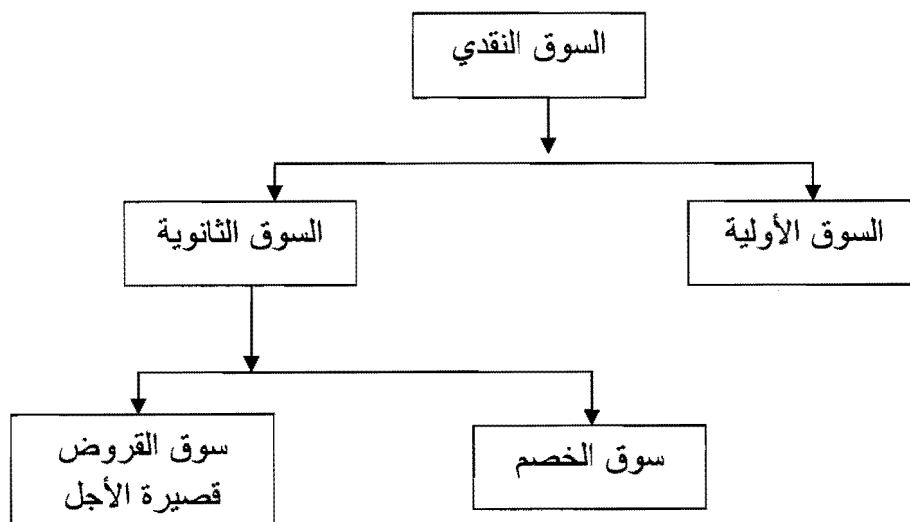 السوق النقدي
السوق الأولية
السوق الثانوية
سوق الخصم
سوق القروض
قصيرة الأجل